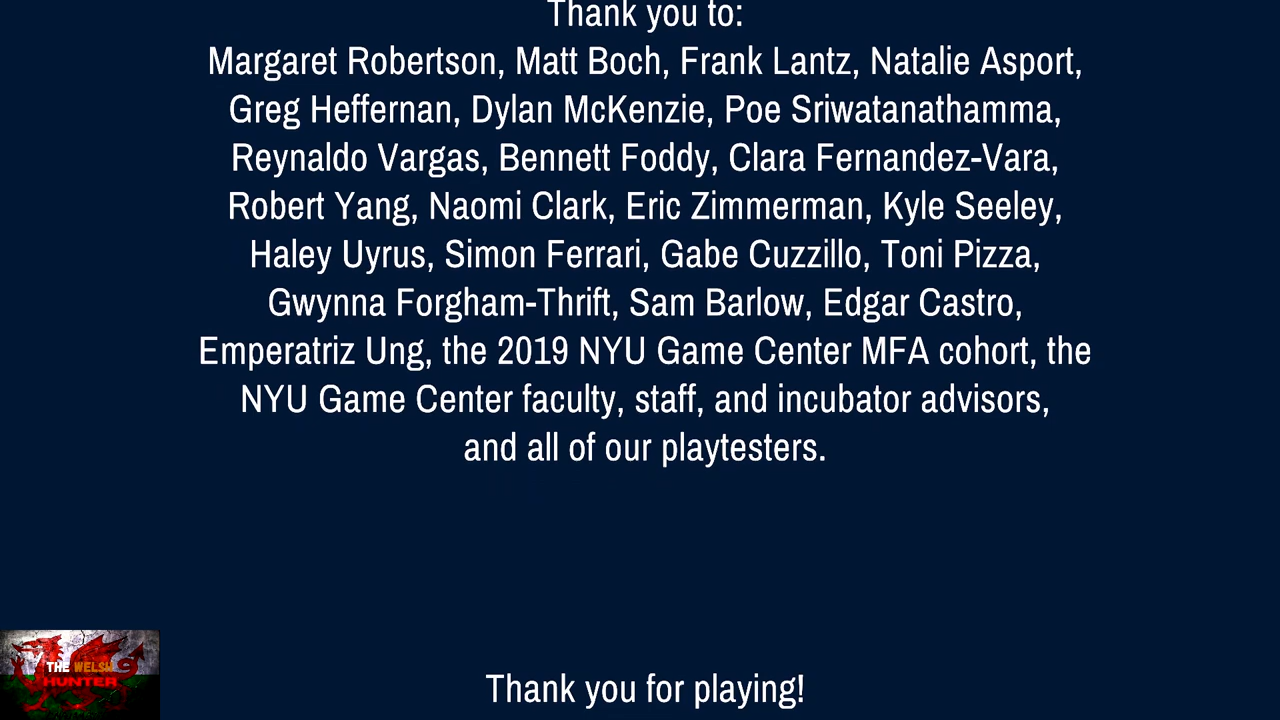 Thank you to:
Margaret Robertson, Matt Boch, Frank Lantz, Natalie Asport,
Greg Heffernan, Dylan McKenzie, Poe Sriwatanathamma,
Reynaldo Vargas, Bennett Foddy, Clara Fernandez-Vara,
Robert Yang, Naomi Clark, Eric Zimmerman, Kyle Seeley,
Haley Uyrus, Simon Ferrari, Gabe Cuzzillo, Toni Pizza,
Gwynna Forgham-Thrift, Sam Barlow, Edgar Castro,
Emperatriz Ung, the 2019 NYU Game Center MFA cohort, the
NYU Game Center faculty, staff, and incubator advisors,
and all of our playtesters.
THE WELSH
HUNTER
Thank you for playing!